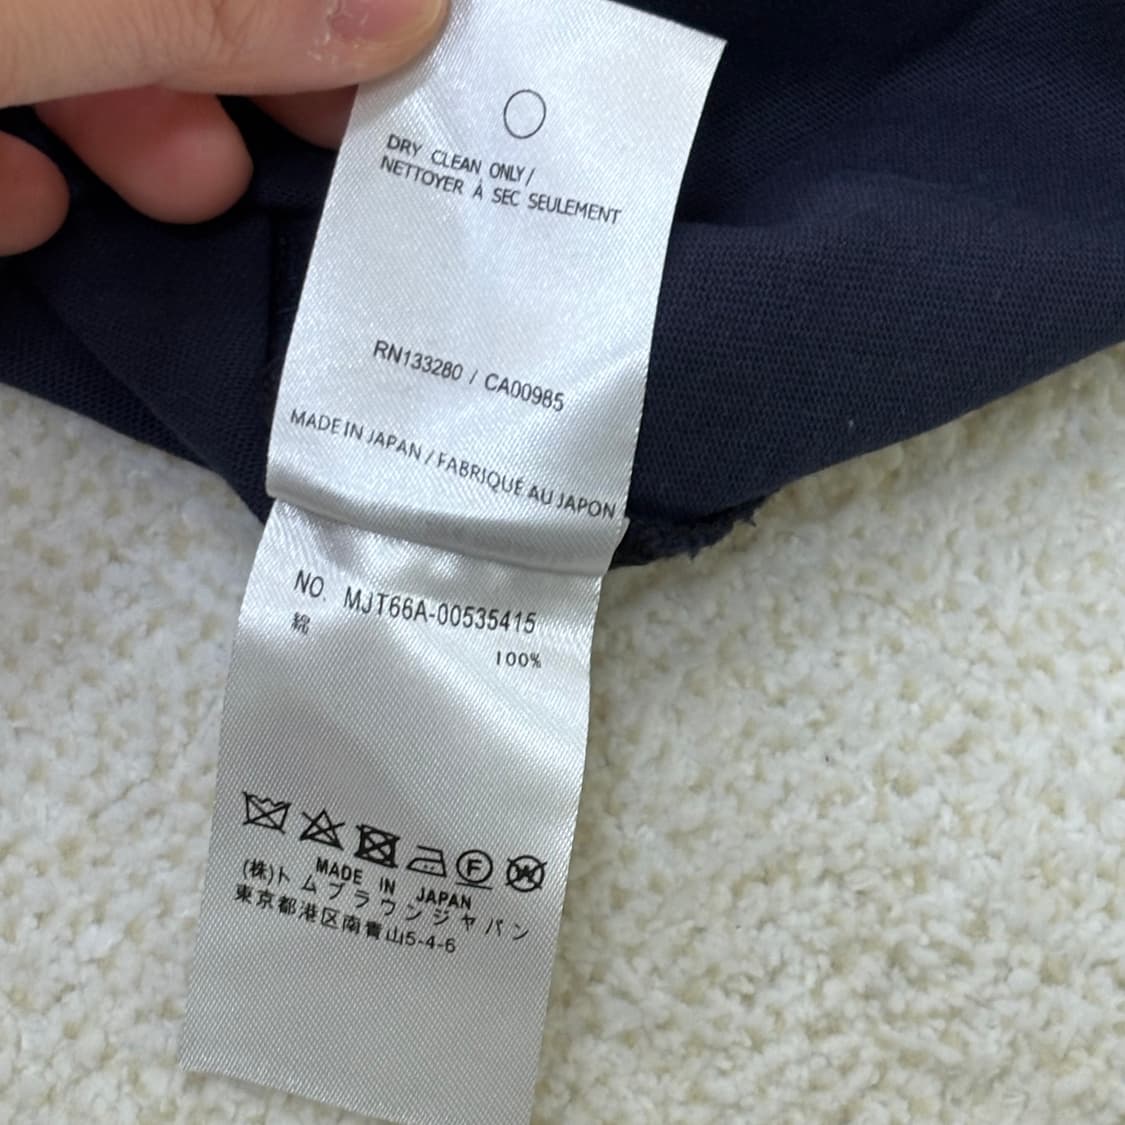 DRY CLEAN ONLY/
NETTOYER À SEC SEULEMENT
RN133280 / CA00985
MADE IN JAPAN / FABRIQUÉ AU JAPON
NO. MJT66A-00535415
綿
100%
F W
MADE IN JAPAN
(株)トムブラウンジャパン
東京都港区南青山5-4-6